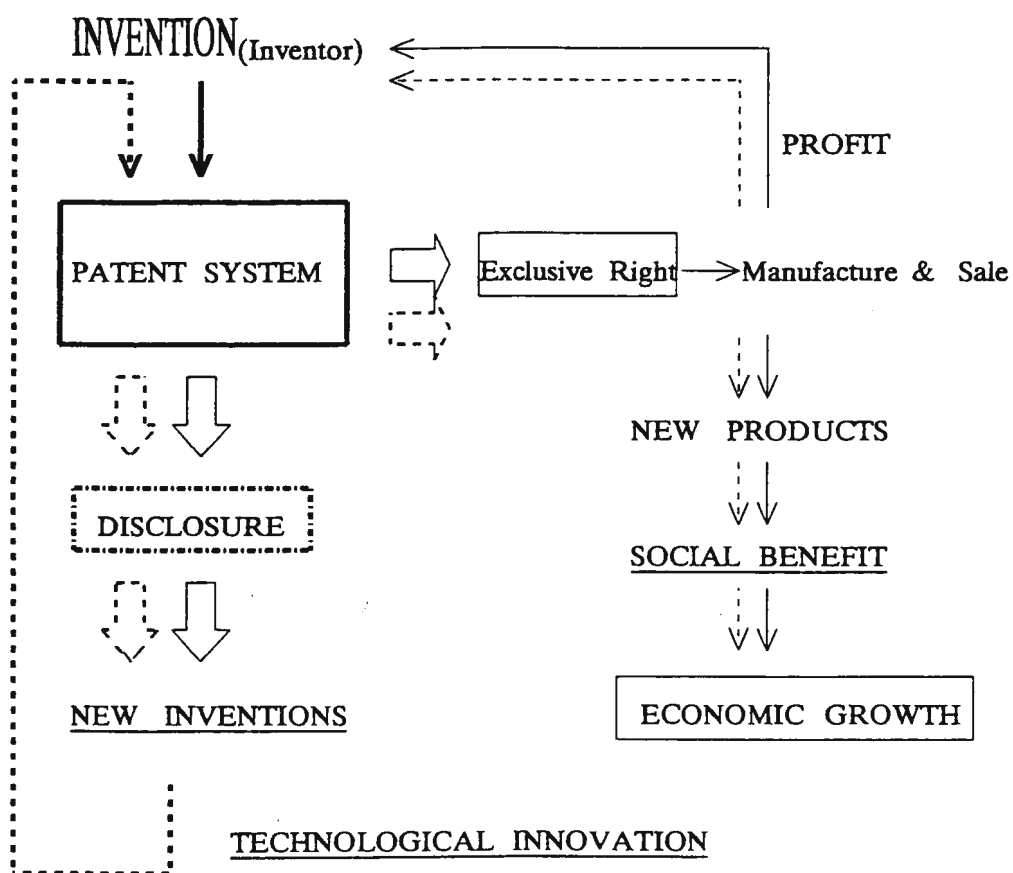 INVENTION(Inventor)
PROFIT
PATENT SYSTEM
Exclusive Right
Manufacture & Sale
NEW PRODUCTS
DISCLOSURE
SOCIAL BENEFIT
NEW INVENTIONS
ECONOMIC GROWTH
TECHNOLOGICAL INNOVATION